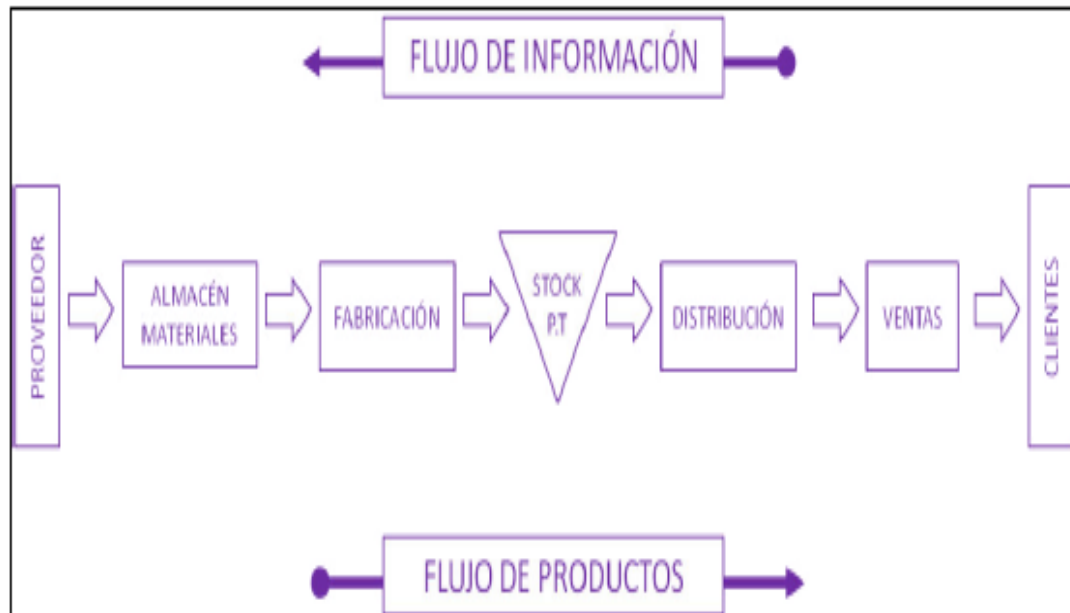 FLUJO DE INFORMACIÓN
PROVEEDOR
ALMACÉN
MATERIALES
FABRICACIÓN
STOCK
P.T
DISTRIBUCIÓN
VENTAS
CLIENTES
FLUJO DE PRODUCTOS